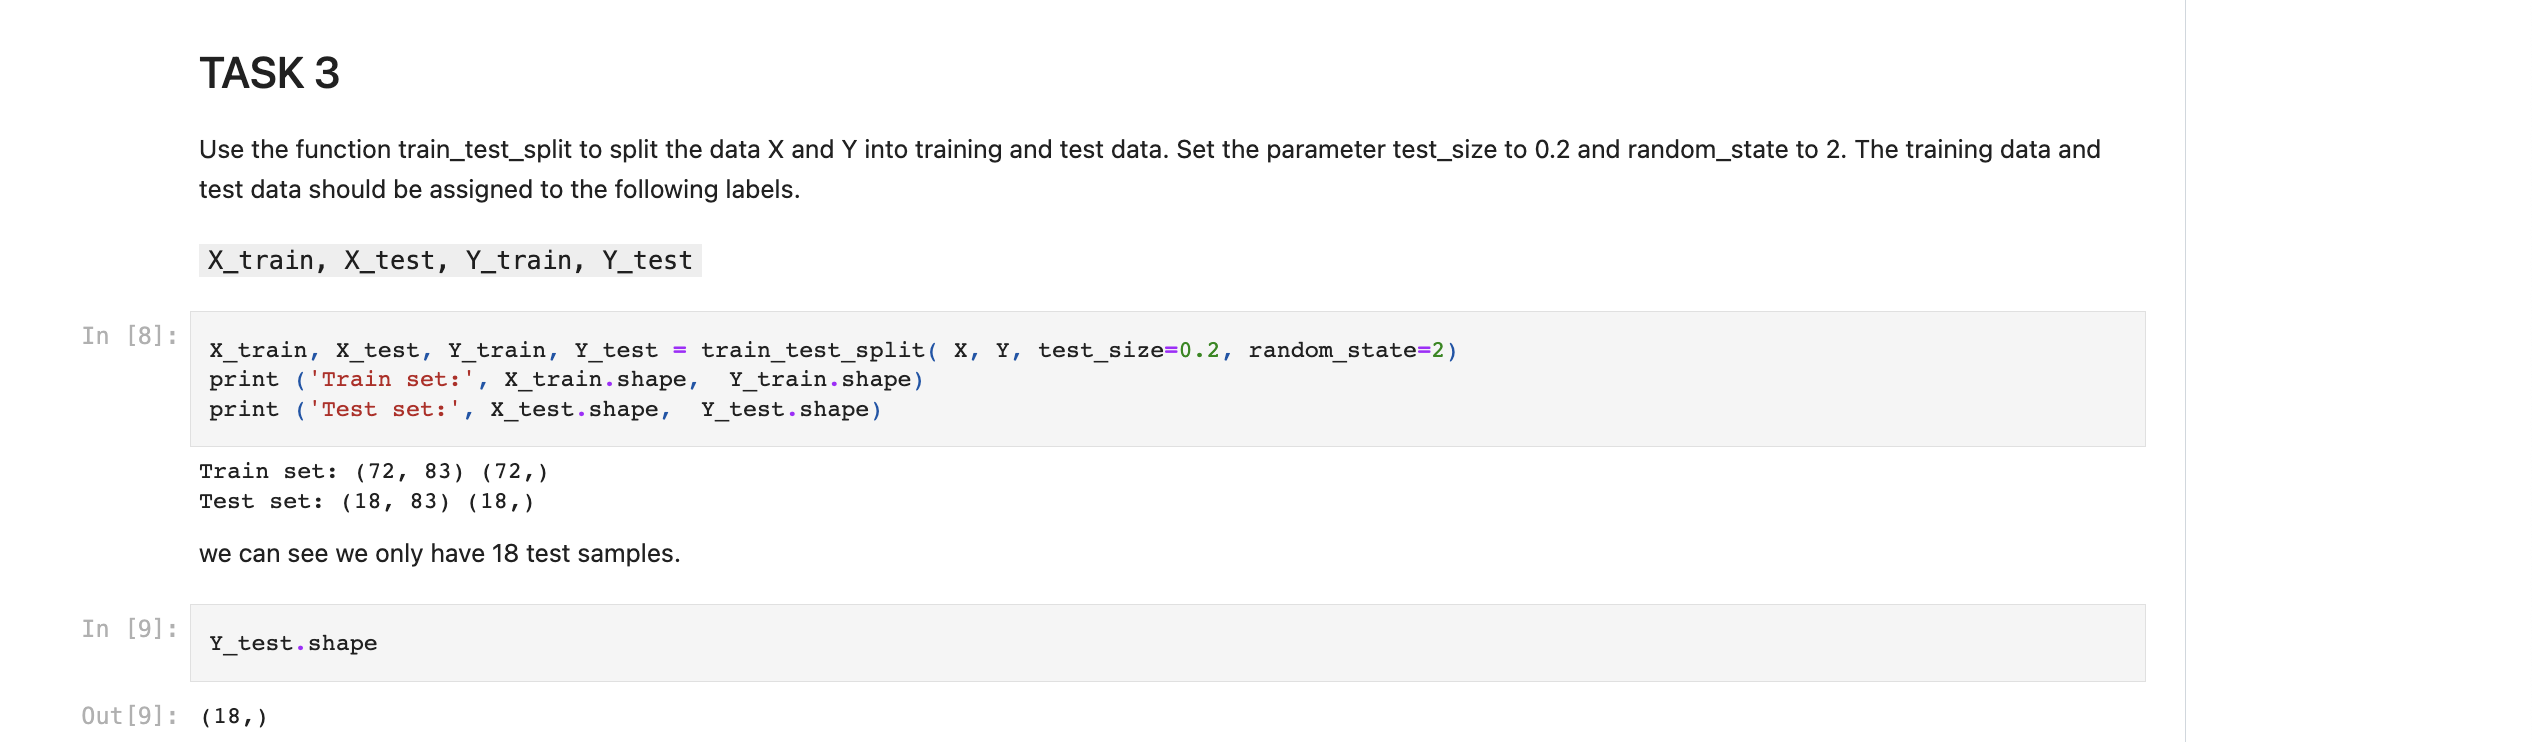 TASK 3
Use the function train_test_split to split the data X and Y into training and test data. Set the parameter test_size to 0.2 and random_state to 2. The training data and
test data should be assigned to the following labels.
X_train, X_test, Y_train, Y_test
In [8]:
X_train, X_test, Y_train, Y_test = train_test_split( X, Y, test_size=0.2, random_state=2)
print ('Train set:', X_train.shape,  Y_train.shape)
print ('Test set:', X_test.shape,  Y_test.shape)
Train set: (72, 83) (72,)
Test set: (18, 83) (18,)
we can see we only have 18 test samples.
In [9]:
Y_test.shape
Out[9]: (18,)